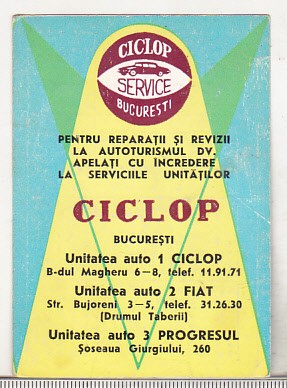 CICLOP
SERVICE
BUCUREȘTI
PENTRU REPARAȚII ȘI REVIZII
LA AUTOTURISMUL DV.
APELAȚI CU ÎNCREDERE
LA SERVICIILE UNITĂȚILOR
CICLOP
BUCUREȘTI
Unitatea auto 1 CICLOP
B-dul Magheru 6-8, telef. 11.91.71
Unitatea auto 2 FIAT
Str. Bujoreni 3-5, telef. 31.26.30
(Drumul Taberii)
Unitatea auto 3 PROGRESUL
Șoseaua Giurgiului, 260